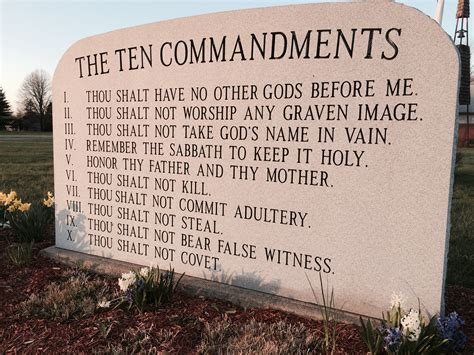 THE TEN COMMANDMENTS
I. THOU SHALT HAVE NO OTHER GODS BEFORE ME.
II. THOU SHALT NOT WORSHIP ANY GRAVEN IMAGE.
III. THOU SHALT NOT TAKE GOD'S NAME IN VAIN.
IV. REMEMBER THE SABBATH TO KEEP IT HOLY.
V. HONOR THY FATHER AND THY MOTHER.
VI. THOU SHALT NOT KILL.
VII. THOU SHALT NOT COMMIT ADULTERY.
VIII. THOU SHALT NOT STEAL.
IX. THOU SHALT NOT BEAR FALSE WITNESS.
X. THOU SHALT NOT COVET.